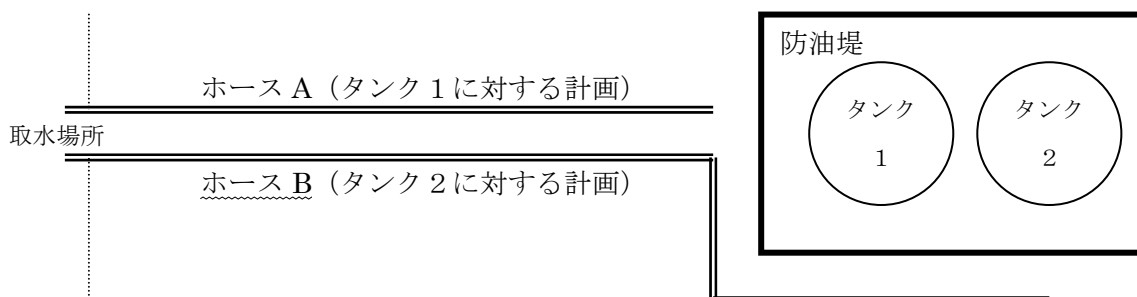 防油堤
ホース A（タンク１に対する計画）
タンク
１
タンク
２
取水場所
ホース B（タンク２に対する計画）